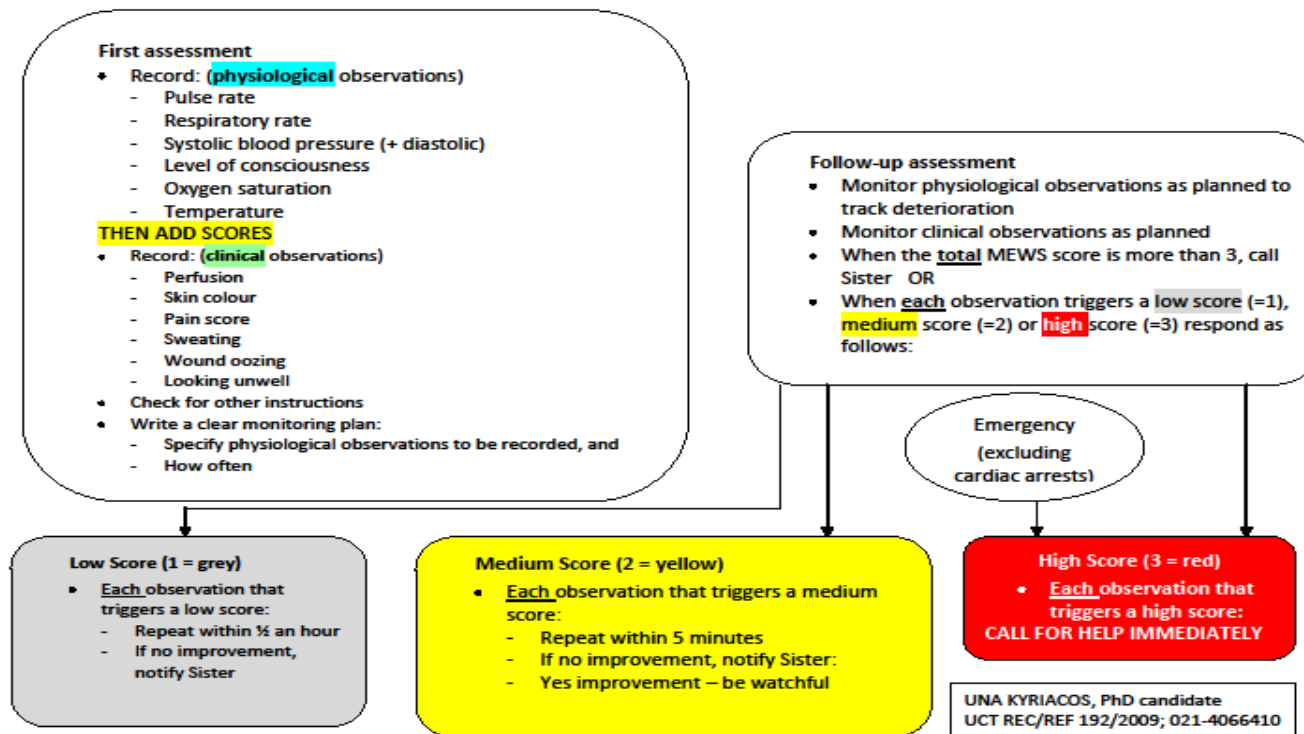 First assessment
• Record: (physiological observations)
- Pulse rate
- Respiratory rate
- Systolic blood pressure (+ diastolic)
- Level of consciousness
- Oxygen saturation
- Temperature
THEN ADD SCORES
• Record: (clinical observations)
- Perfusion
- Skin colour
- Pain score
- Sweating
- Wound oozing
- Looking unwell
• Check for other instructions
• Write a clear monitoring plan:
- Specify physiological observations to be recorded, and
- How often
Follow-up assessment
• Monitor physiological observations as planned to
track deterioration
• Monitor clinical observations as planned
• When the total MEWS score is more than 3, call
Sister OR
• When each observation triggers a low score (=1),
medium score (=2) or high score (=3) respond as
follows:
Emergency
(excluding
cardiac arrests)
Low Score (1 = grey)
• Each observation that
triggers a low score:
- Repeat within ½ an hour
- If no improvement,
notify Sister
Medium Score (2 = yellow)
• Each observation that triggers a medium
score:
- Repeat within 5 minutes
- If no improvement, notify Sister:
- Yes improvement – be watchful
High Score (3 = red)
• Each observation that
triggers a high score:
CALL FOR HELP IMMEDIATELY
UNA KYRIACOS, PhD candidate
UCT REC/REF 192/2009; 021-4066410